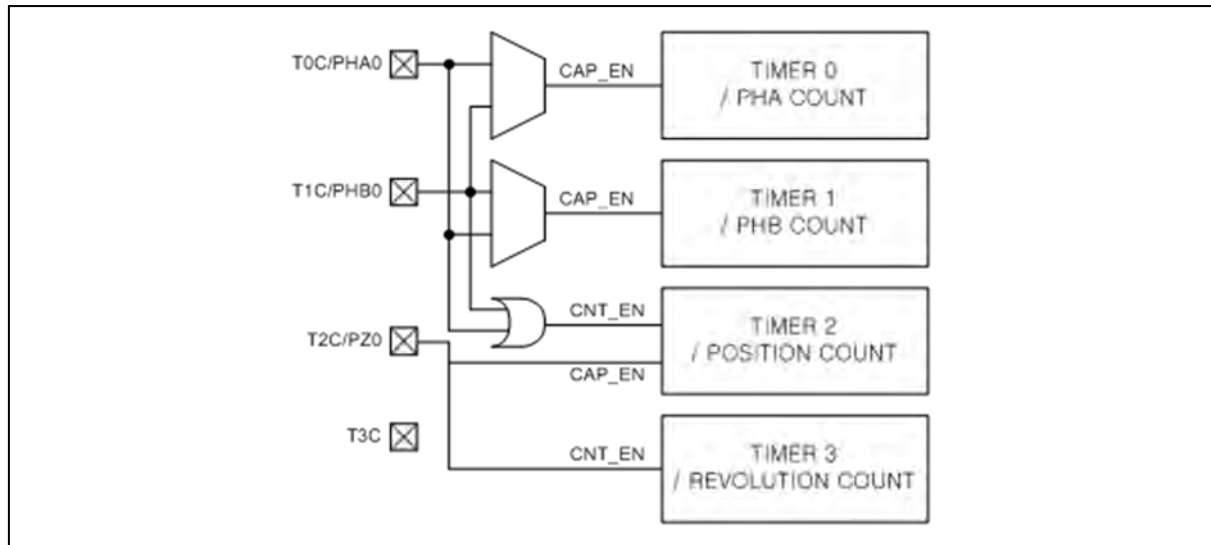 T0C/PHA0
CAP_EN
TIMER 0
/ PHA COUNT
T1C/PHB0
CAP_EN
TIMER 1
/ PHB COUNT
T2C/PZ0
CNT_EN
CAP_EN
TIMER 2
/ POSITION COUNT
T3C
CNT_EN
TIMER 3
/ REVOLUTION COUNT